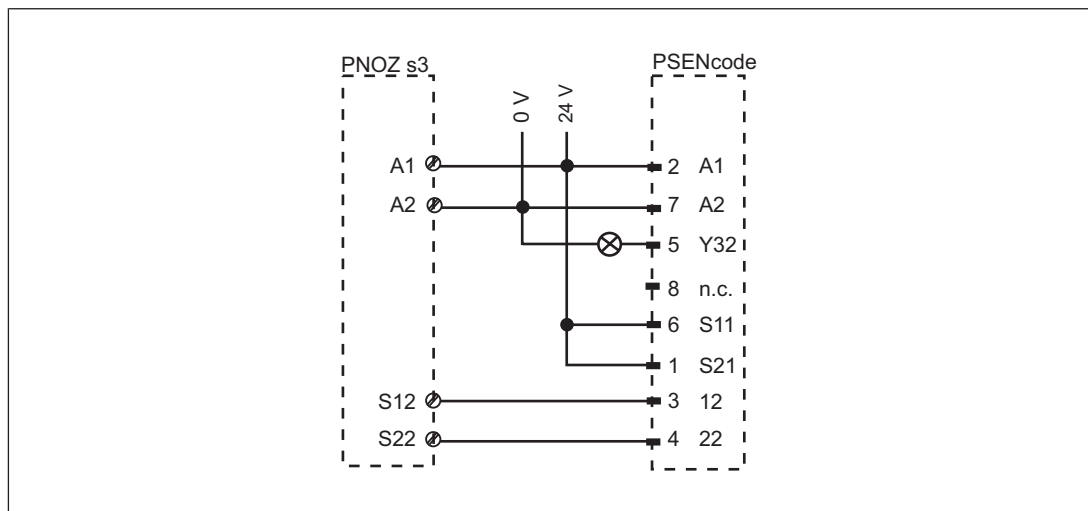 PNOZ s3
PSENcode
0 V
24 V
A1
2 A1
A2
7 A2
5 Y32
8 n.c.
6 S11
1 S21
S12
3 12
S22
4 22